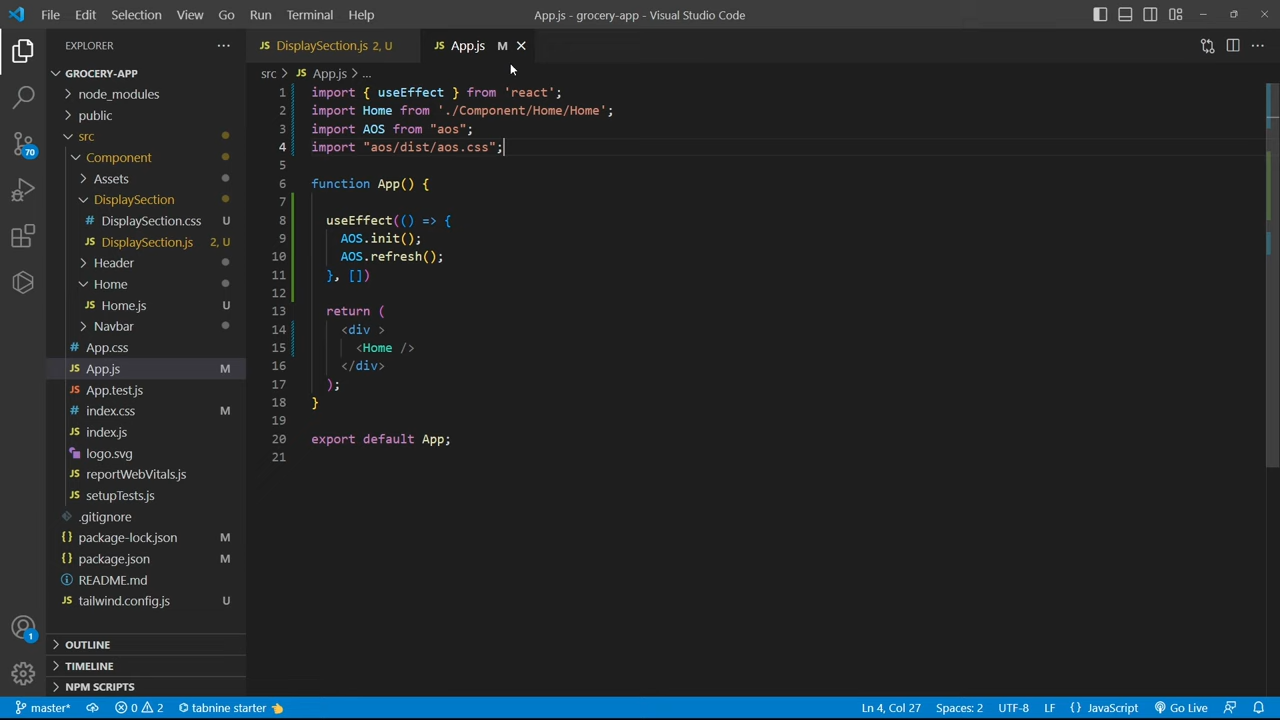 File Edit Selection View Go Run Terminal Help
App.js - grocery-app - Visual Studio Code
EXPLORER
GROCERY-APP
node_modules
public
src
Component
Assets
DisplaySection
DisplaySection.css U
DisplaySection.js 2, U
Header
Home
Home.js U
Navbar
App.css
App.js M
App.test.js
index.css M
index.js
logo.svg
reportWebVitals.js
setupTests.js
.gitignore
package-lock.json M
package.json M
README.md
tailwind.config.js U
OUTLINE
TIMELINE
NPM SCRIPTS
70
1
JS DisplaySection.js 2, U
JS App.js M
src > JS App.js > ...
1 import { useEffect } from 'react';
2 import Home from './Component/Home/Home';
3 import AOS from "aos";
4 import "aos/dist/aos.css";
5
6 function App() {
7
8 useEffect(() => {
9 AOS.init();
10 AOS.refresh();
11 }, [])
12
13 return (
14 <div >
15 <Home />
16 </div>
17 );
18 }
19
20 export default App;
21
master* 0 2 tabnine starter
Ln 4, Col 27 Spaces: 2 UTF-8 LF {} JavaScript Go Live